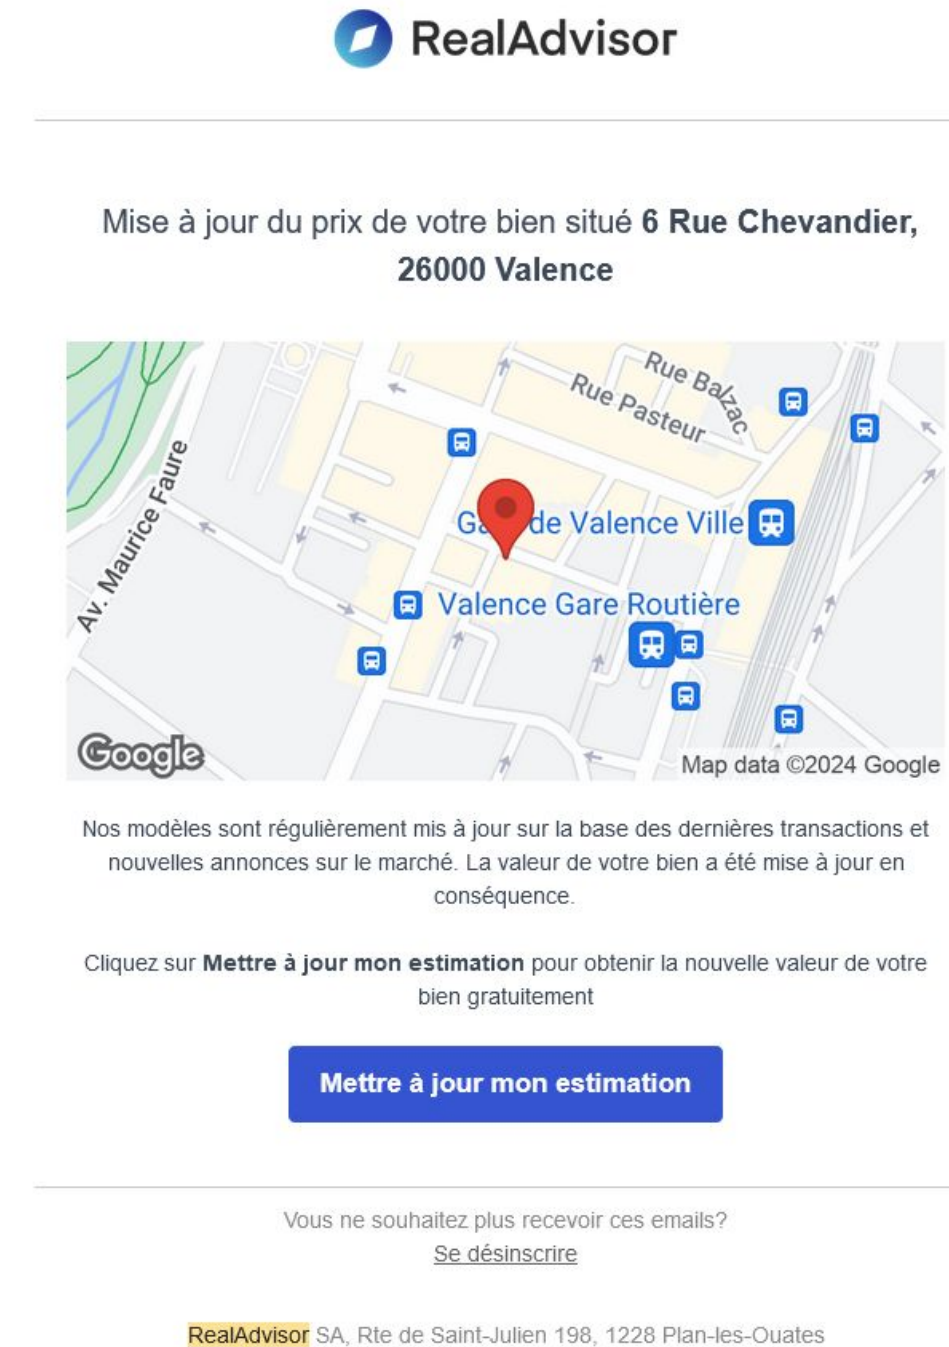 RealAdvisor
Mise à jour du prix de votre bien situé 6 Rue Chevandier,
26000 Valence
Rue Balzac
Rue Pasteur
Av. Maurice Faure
de Valence Ville
Valence Gare Routière
Google
Map data ©2024 Google
Nos modèles sont régulièrement mis à jour sur la base des dernières transactions et
nouvelles annonces sur le marché. La valeur de votre bien a été mise à jour en
conséquence.
Cliquez sur Mettre à jour mon estimation pour obtenir la nouvelle valeur de votre
bien gratuitement
Mettre à jour mon estimation
Vous ne souhaitez plus recevoir ces emails?
Se désinscrire
RealAdvisor SA, Rte de Saint-Julien 198, 1228 Plan-les-Ouates